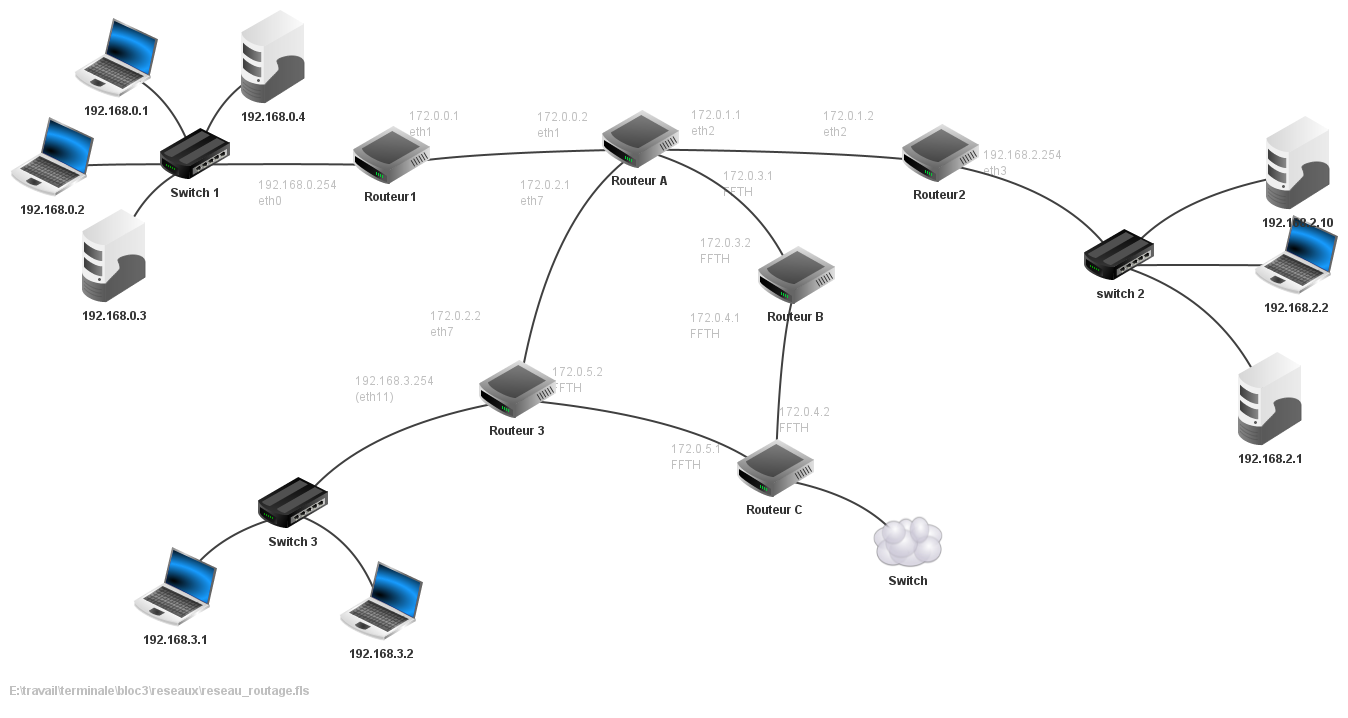 192.168.0.1
192.168.0.4
192.168.0.2
Switch 1
192.168.0.3
192.168.0.254
eth0
172.0.0.1
eth1
Routeur1
172.0.0.2
eth1
Routeur A
172.0.1.1
eth2
172.0.1.2
eth2
Routeur2
192.168.2.254
eth3
172.0.2.1
eth7
172.0.3.1
FFTH
172.0.3.2
FFTH
Routeur B
172.0.4.1
FFTH
switch 2
192.168.2.10
192.168.2.2
192.168.2.1
172.0.2.2
eth7
192.168.3.254
(eth11)
172.0.5.2
FFTH
Routeur 3
172.0.4.2
FFTH
172.0.5.1
FFTH
Routeur C
Switch
Switch 3
192.168.3.1
192.168.3.2
E:\travail\terminale\bloc3\reseaux\reseau_routage.fls